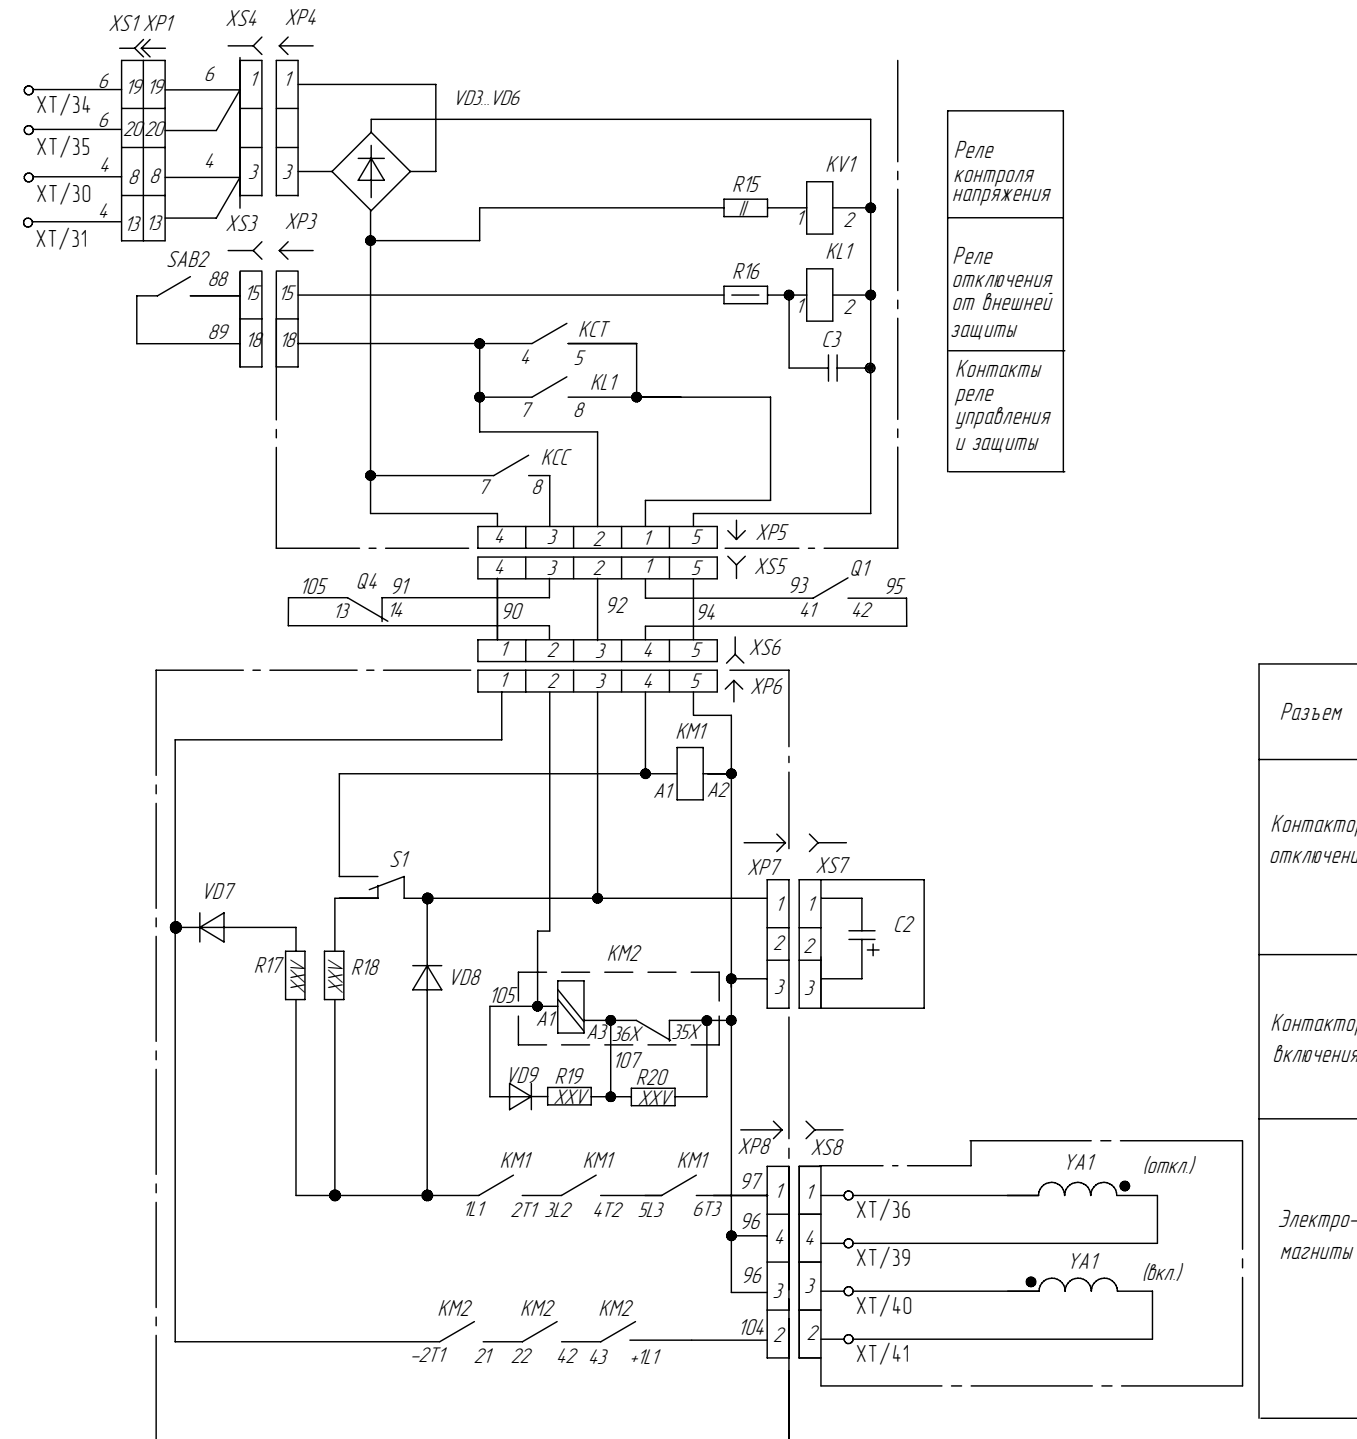 XS1 XP1
XS4
XP4
6
19
19
6
1
1
VD3...VD6
XT/34
6
20
20
XT/35
4
8
8
4
3
3
XT/30
4
13
13
XT/31
XS3
XP3
R15
KV1
1
2
SAB2
88
15
15
R16
KL1
1
2
89
18
18
KCT
4
5
C3
KL1
7
8
KCC
7
8
Реле
контроля
напряжения
Реле
отключения
от внешней
защиты
Контакты
реле
управления
и защиты
4
3
2
1
5
XP5
4
3
2
1
5
XS5
105
Q4
91
13
14
90
92
94
93
Q1
95
41
42
1
2
3
4
5
XS6
1
2
3
4
5
XP6
KM1
A1
A2
Разъем
Контактор
отключени
Контактор
включения
Электро-
магниты
S1
VD7
XP7
XS7
1
1
2
2
3
3
C2
+
R17
R18
VD8
KM2
105
A1
A3
36X
35X
107
VD9
R19
R20
XP8
XS8
KM1
KM1
KM1
97
1
1
1L1
2T1
3L2
4T2
5L3
6T3
XT/36
YA1
(откл.)
96
4
4
XT/39
96
3
3
XT/40
YA1
(вкл.)
KM2
KM2
KM2
104
2
2
-2T1
21
22
42
43
+1L1
XT/41